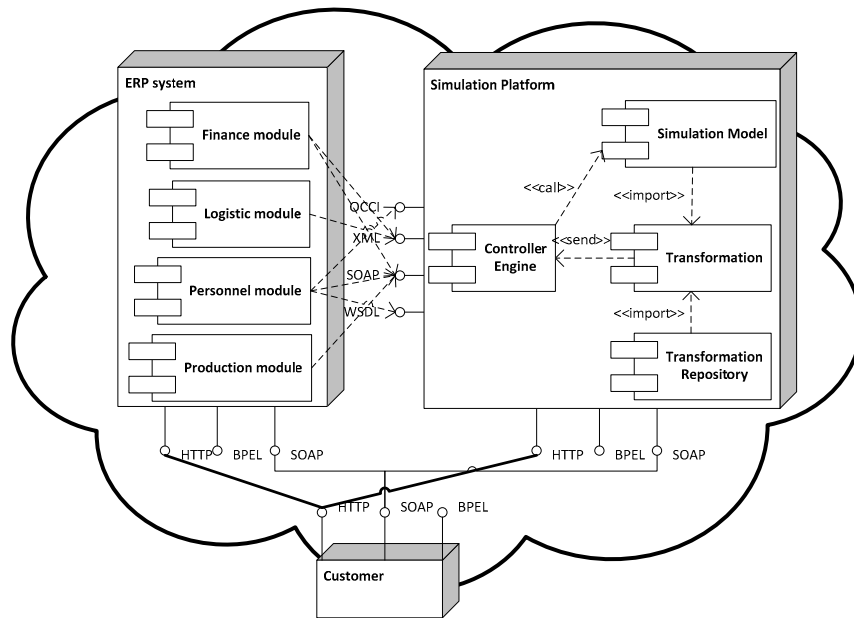 ERP system
Finance module
Logistic module
Personnel module
Production module
OCCI
XML
SOAP
WSDL
Simulation Platform
Simulation Model
<<call>>
<<import>>
Controller
Engine
<<send>>
Transformation
<<import>>
Transformation
Repository
HTTP
BPEL
SOAP
HTTP
BPEL
SOAP
HTTP
SOAP
BPEL
Customer